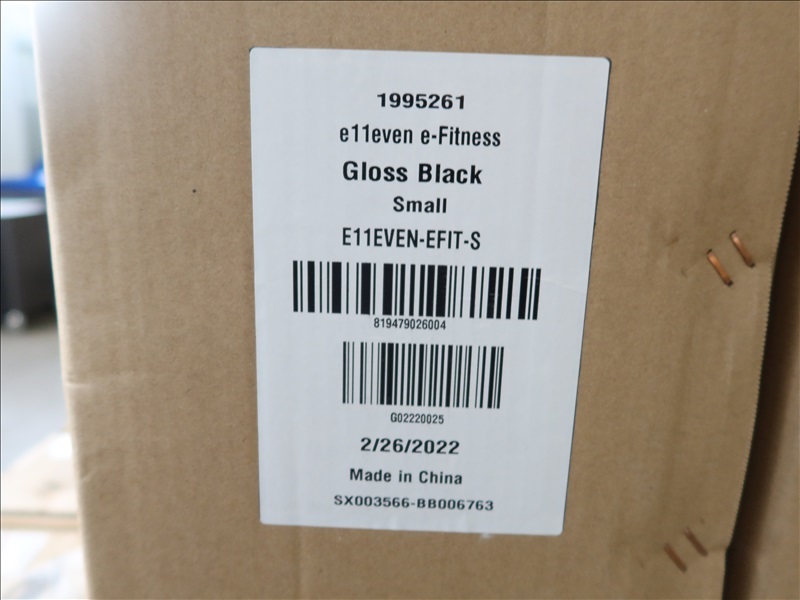 1995261
e11even e-Fitness
Gloss Black
Small
E11EVEN-EFIT-S
819479026004
G02220025
2/26/2022
Made in China
SX003566-BB006763